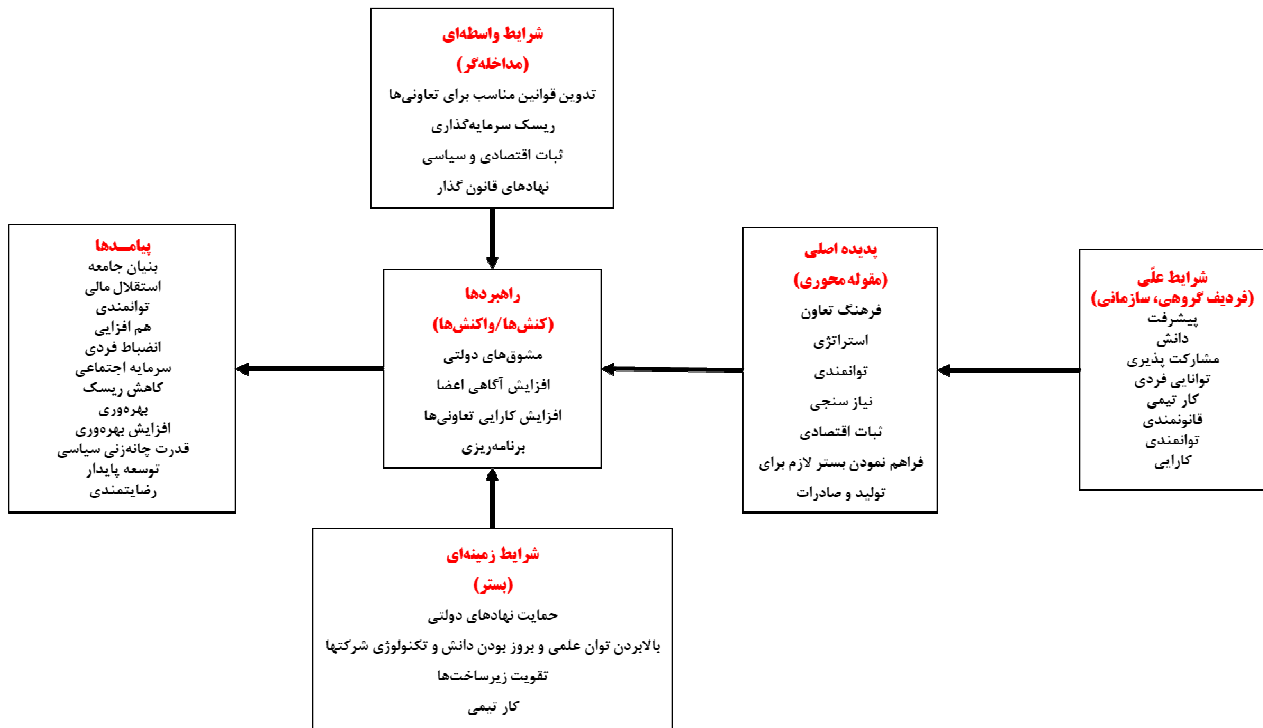 شرایط واسطه‌ای
(مداخله‌گر)
تدوین قوانین مناسب برای تعاونی‌ها
ریسک سرمایه‌گذاری
ثبات اقتصادی و سیاسی
نهادهای قانون گذار
شرایط علّی
(فردیف گروهی، سازمانی)
پیشرفت
دانش
مشارکت پذیری
توانایی فردی
کار تیمی
قانونمندی
توانمندی
کارایی
پدیده اصلی
(مقوله محوری)
فرهنگ تعاون
استراتژی
توانمندی
نیاز سنجی
ثبات اقتصادی
فراهم نمودن بستر لازم برای
تولید و صادرات
راهبردها
(کنش‌ها/واکنش‌ها)
مشوق‌های دولتی
افزایش آگاهی اعضا
افزایش کارایی تعاونی‌ها
برنامه‌ریزی
پیامــدها
بنیان جامعه
استقلال مالی
توانمندی
هم افزایی
انضباط فردی
سرمایه اجتماعی
کاهش ریسک
بهره‌وری
افزایش بهره‌وری
قدرت چانه‌زنی سیاسی
توسعه پایدار
رضایتمندی
شرایط زمینه‌ای
(بستر)
حمایت نهادهای دولتی
بالابردن توان علمی و بروز بودن دانش و تکنولوژی شرکتها
تقویت زیرساخت‌ها
کار تیمی